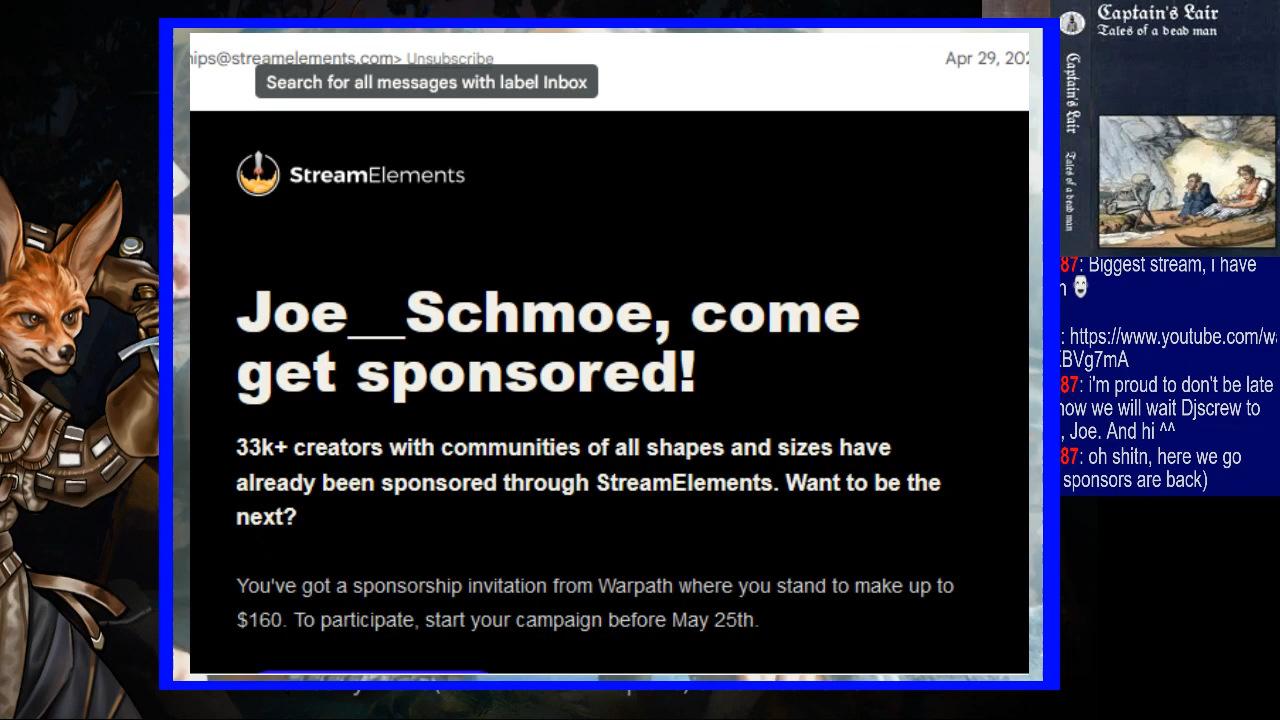 ips@streamelements.com> Unsubscribe
Apr 29, 202
Search for all messages with label Inbox
StreamElements
Joe__Schmoe, come
get sponsored!
33k+ creators with communities of all shapes and sizes have
already been sponsored through StreamElements. Want to be the
next?
You've got a sponsorship invitation from Warpath where you stand to make up to
$160. To participate, start your campaign before May 25th.
Captain's Lair
Tales of a dead man
Captain's Lair
Tales of a dead man
87: Biggest stream, I have
: https://www.youtube.com/w
BVg7mA
87: i'm proud to don't be late
now we will wait Djscrew to
, Joe. And hi ^^
87: oh shitn, here we go
sponsors are back)